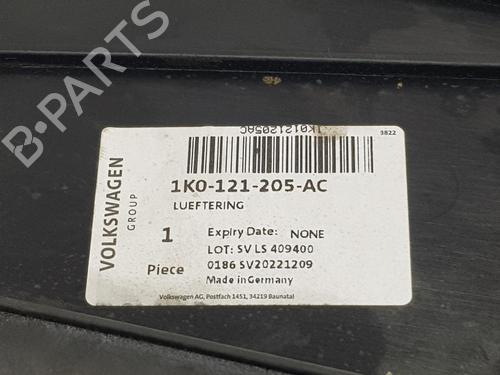 1K0121205AC
3822
VOLKSWAGEN
GROUP
1K0-121-205-AC
LUEFTERING
1
Piece
Expiry Date: NONE
LOT: SV LS 409400
0186 SV20221209
Made in Germany
Volkswagen AG, Postfach 1451, 34219 Baunatal
B-Parts